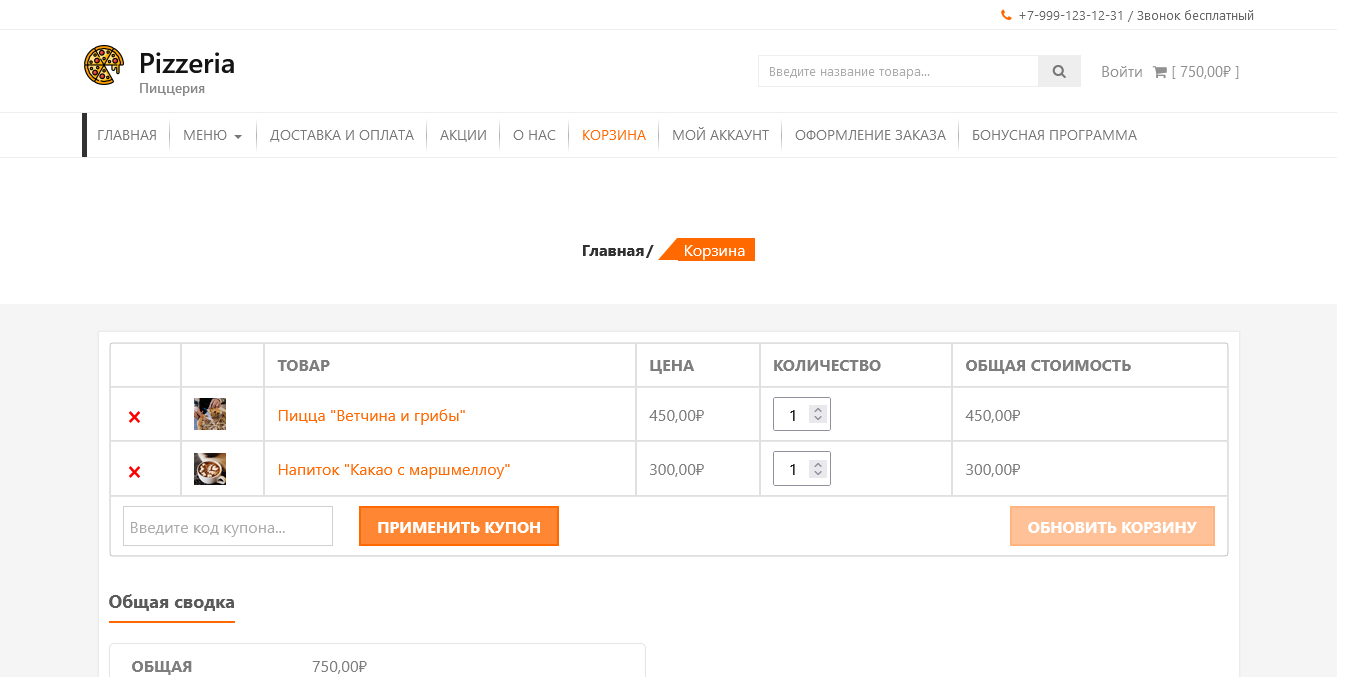 +7-999-123-12-31 / Звонок бесплатный
Pizzeria
Пиццерия
Введите название товара...
Войти [ 750,00₽ ]
ГЛАВНАЯ МЕНЮ ДОСТАВКА И ОПЛАТА АКЦИИ О НАС КОРЗИНА МОЙ АККАУНТ ОФОРМЛЕНИЕ ЗАКАЗА БОНУСНАЯ ПРОГРАММА
Главная/ Корзина
ТОВАР ЦЕНА КОЛИЧЕСТВО ОБЩАЯ СТОИМОСТЬ
Пицца "Ветчина и грибы" 450,00₽ 1 450,00₽
Напиток "Какао с маршмеллоу" 300,00₽ 1 300,00₽
Введите код купона... ПРИМЕНИТЬ КУПОН ОБНОВИТЬ КОРЗИНУ
Общая сводка
ОБЩАЯ 750,00₽